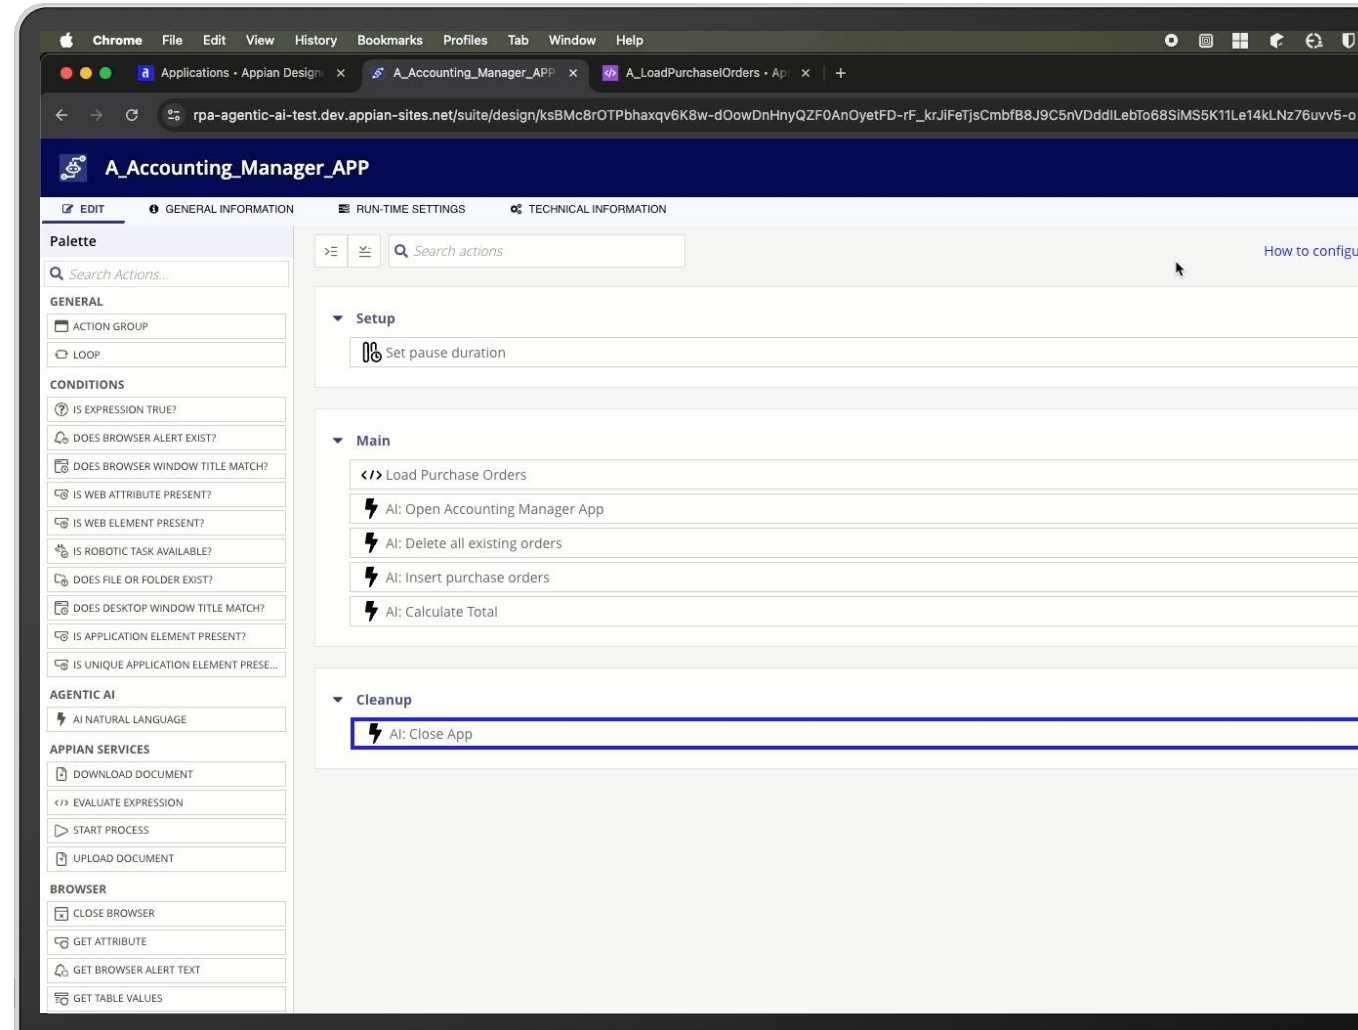 Chrome File Edit View History Bookmarks Profiles Tab Window Help
Applications • Appian Design
A_Accounting_Manager_APP
A_LoadPurchaselOrders • Ap
rpa-agentic-ai-test.dev.appian-sites.net/suite/design/ksBMc8rOTPbhaxqv6K8w-dOowDnHnyQZF0AnOyetFD-rF_krJiFeTjsCmbfB8J9C5nVDddlLebTo68SiMS5K11Le14kLNz76uvv5-o
A_Accounting_Manager_APP
EDIT GENERAL INFORMATION RUN-TIME SETTINGS TECHNICAL INFORMATION
Palette
Search Actions...
GENERAL
ACTION GROUP
LOOP
CONDITIONS
IS EXPRESSION TRUE?
DOES BROWSER ALERT EXIST?
DOES BROWSER WINDOW TITLE MATCH?
IS WEB ATTRIBUTE PRESENT?
IS WEB ELEMENT PRESENT?
IS ROBOTIC TASK AVAILABLE?
DOES FILE OR FOLDER EXIST?
DOES DESKTOP WINDOW TITLE MATCH?
IS APPLICATION ELEMENT PRESENT?
IS UNIQUE APPLICATION ELEMENT PRESE...
AGENTIC AI
AI NATURAL LANGUAGE
APPIAN SERVICES
DOWNLOAD DOCUMENT
EVALUATE EXPRESSION
START PROCESS
UPLOAD DOCUMENT
BROWSER
CLOSE BROWSER
GET ATTRIBUTE
GET BROWSER ALERT TEXT
GET TABLE VALUES
Search actions
How to configu
Setup
Set pause duration
Main
Load Purchase Orders
AI: Open Accounting Manager App
AI: Delete all existing orders
AI: Insert purchase orders
AI: Calculate Total
Cleanup
AI: Close App